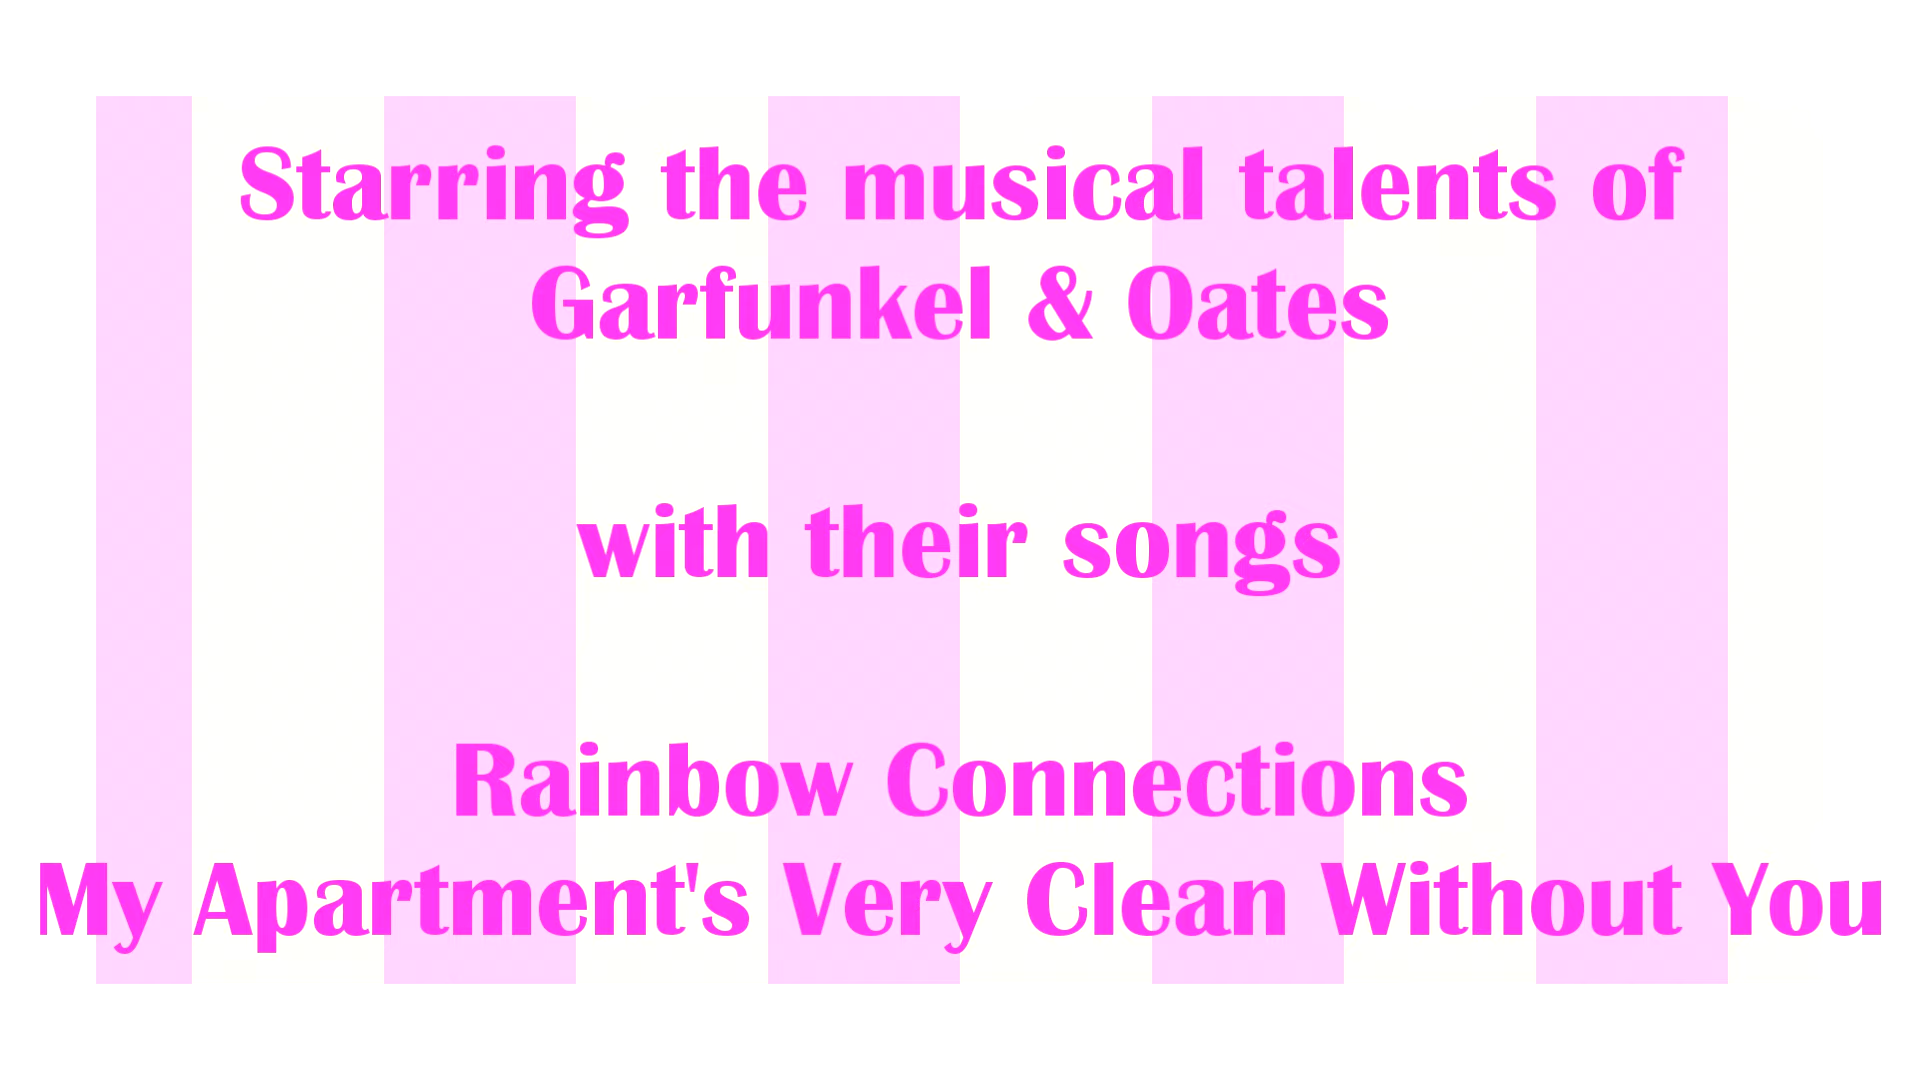 Starring the musical talents of
Garfunkel & Oates
with their songs
Rainbow Connections
My Apartment's Very Clean Without You